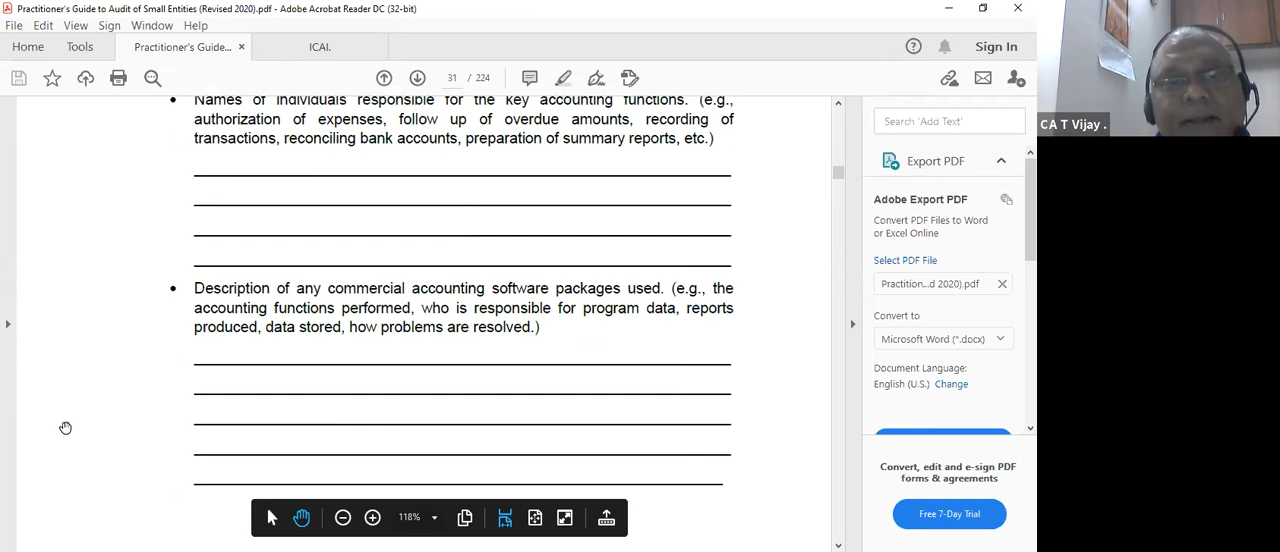 Practitioner's Guide to Audit of Small Entities (Revised 2020).pdf - Adobe Acrobat Reader DC (32-bit)
File Edit View Sign Window Help
Home Tools Practitioner's Guide... × ICAI. Sign In
31 / 224
Names of individuals responsible for the key accounting functions. (e.g.,
authorization of expenses, follow up of overdue amounts, recording of
transactions, reconciling bank accounts, preparation of summary reports, etc.)
• Description of any commercial accounting software packages used. (e.g., the
accounting functions performed, who is responsible for program data, reports
produced, data stored, how problems are resolved.)
118%
Search 'Add Text'
Export PDF
Adobe Export PDF
Convert PDF Files to Word
or Excel Online
Select PDF File
Practition...d 2020).pdf ×
Convert to
Microsoft Word (*.docx)
Document Language:
English (U.S.) Change
Convert, edit and e-sign PDF
forms & agreements
Free 7-Day Trial
CA T Vijay .